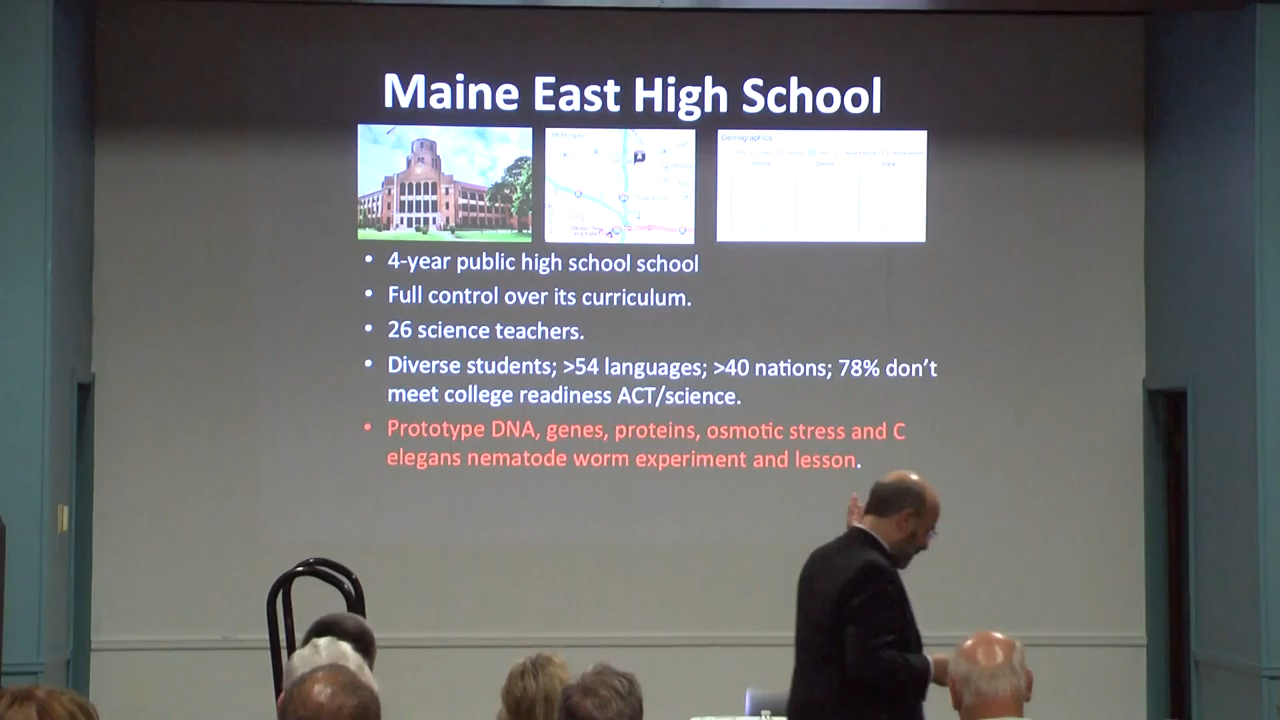 Maine East High School
Demographics
• 4-year public high school school
• Full control over its curriculum.
• 26 science teachers.
• Diverse students; >54 languages; >40 nations; 78% don't
meet college readiness ACT/science.
• Prototype DNA, genes, proteins, osmotic stress and C
elegans nematode worm experiment and lesson.